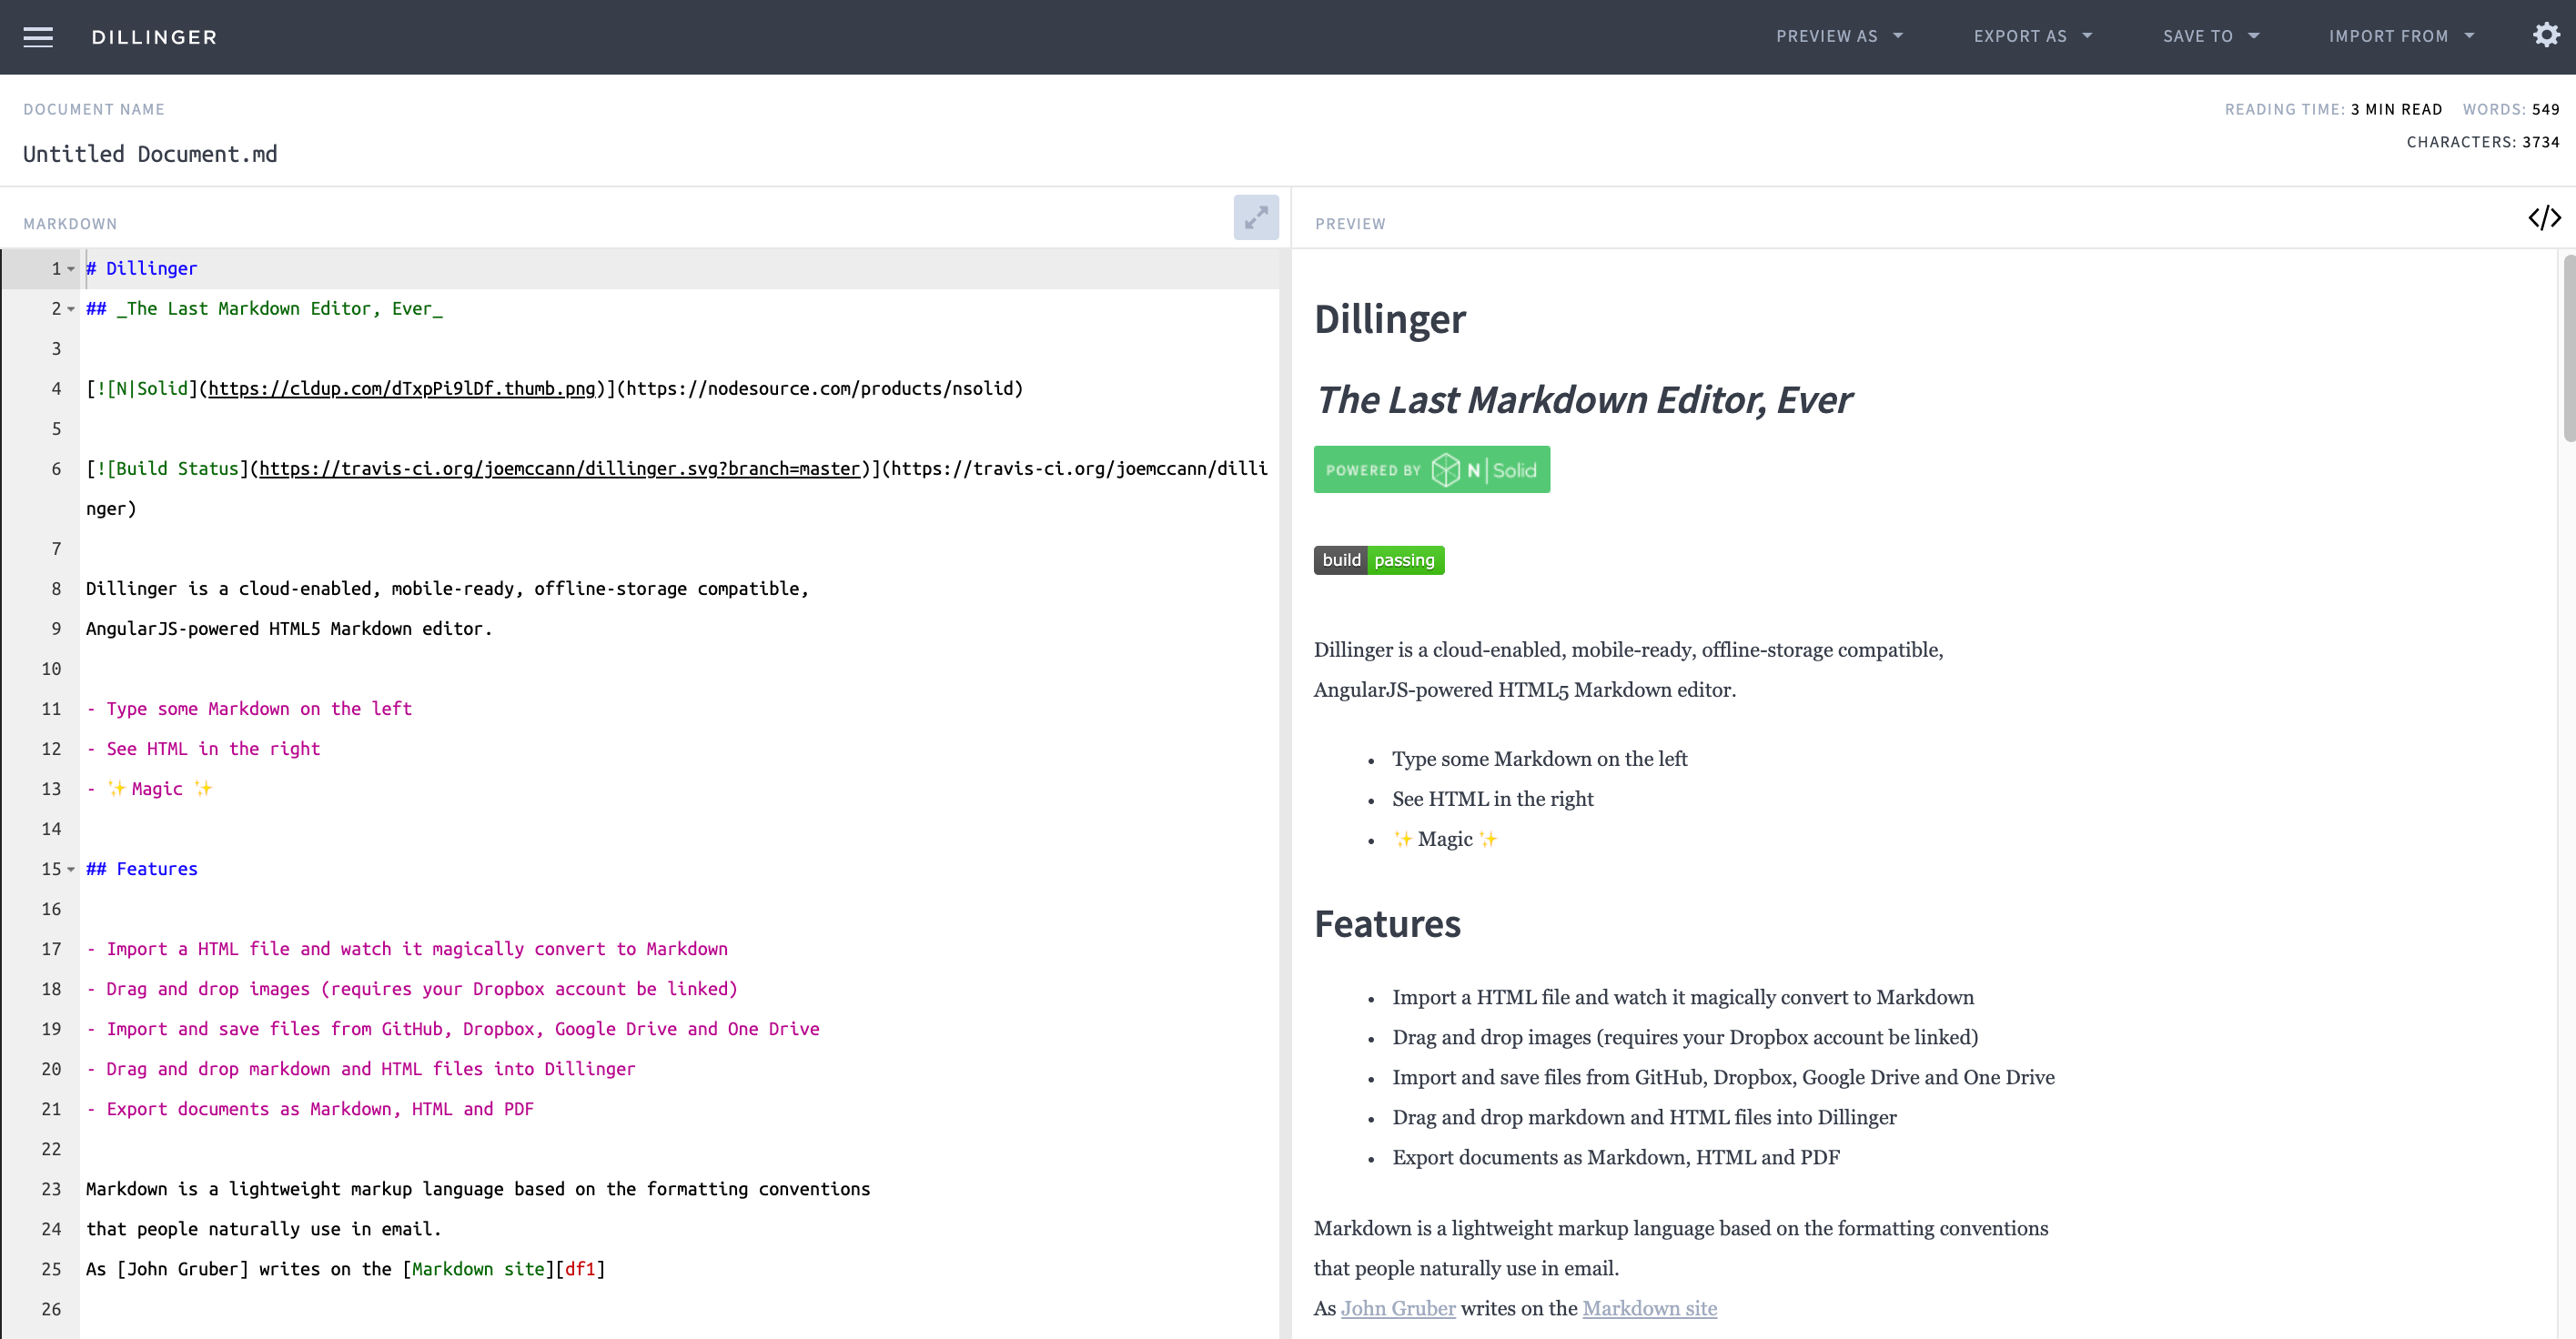 DILLINGER
PREVIEW AS
EXPORT AS
SAVE TO
IMPORT FROM
DOCUMENT NAME
Untitled Document.md
READING TIME: 3 MIN READ WORDS: 549
CHARACTERS: 3734
MARKDOWN
1 # Dillinger
2 ## _The Last Markdown Editor, Ever_
3
4 [![N|Solid](https://cldup.com/dTxpPi9lDf.thumb.png)](https://nodesource.com/products/nsolid)
5
6 [![Build Status](https://travis-ci.org/joemccann/dillinger.svg?branch=master)](https://travis-ci.org/joemccann/dilli
nger)
7
8 Dillinger is a cloud-enabled, mobile-ready, offline-storage compatible,
9 AngularJS-powered HTML5 Markdown editor.
10
11 - Type some Markdown on the left
12 - See HTML in the right
13 - ✨ Magic ✨
14
15 ## Features
16
17 - Import a HTML file and watch it magically convert to Markdown
18 - Drag and drop images (requires your Dropbox account be linked)
19 - Import and save files from GitHub, Dropbox, Google Drive and One Drive
20 - Drag and drop markdown and HTML files into Dillinger
21 - Export documents as Markdown, HTML and PDF
22
23 Markdown is a lightweight markup language based on the formatting conventions
24 that people naturally use in email.
25 As [John Gruber] writes on the [Markdown site][df1]
26
PREVIEW
</>
Dillinger
The Last Markdown Editor, Ever
POWERED BY N|Solid
build passing
Dillinger is a cloud-enabled, mobile-ready, offline-storage compatible,
AngularJS-powered HTML5 Markdown editor.
• Type some Markdown on the left
• See HTML in the right
• ✨ Magic ✨
Features
• Import a HTML file and watch it magically convert to Markdown
• Drag and drop images (requires your Dropbox account be linked)
• Import and save files from GitHub, Dropbox, Google Drive and One Drive
• Drag and drop markdown and HTML files into Dillinger
• Export documents as Markdown, HTML and PDF
Markdown is a lightweight markup language based on the formatting conventions
that people naturally use in email.
As John Gruber writes on the Markdown site